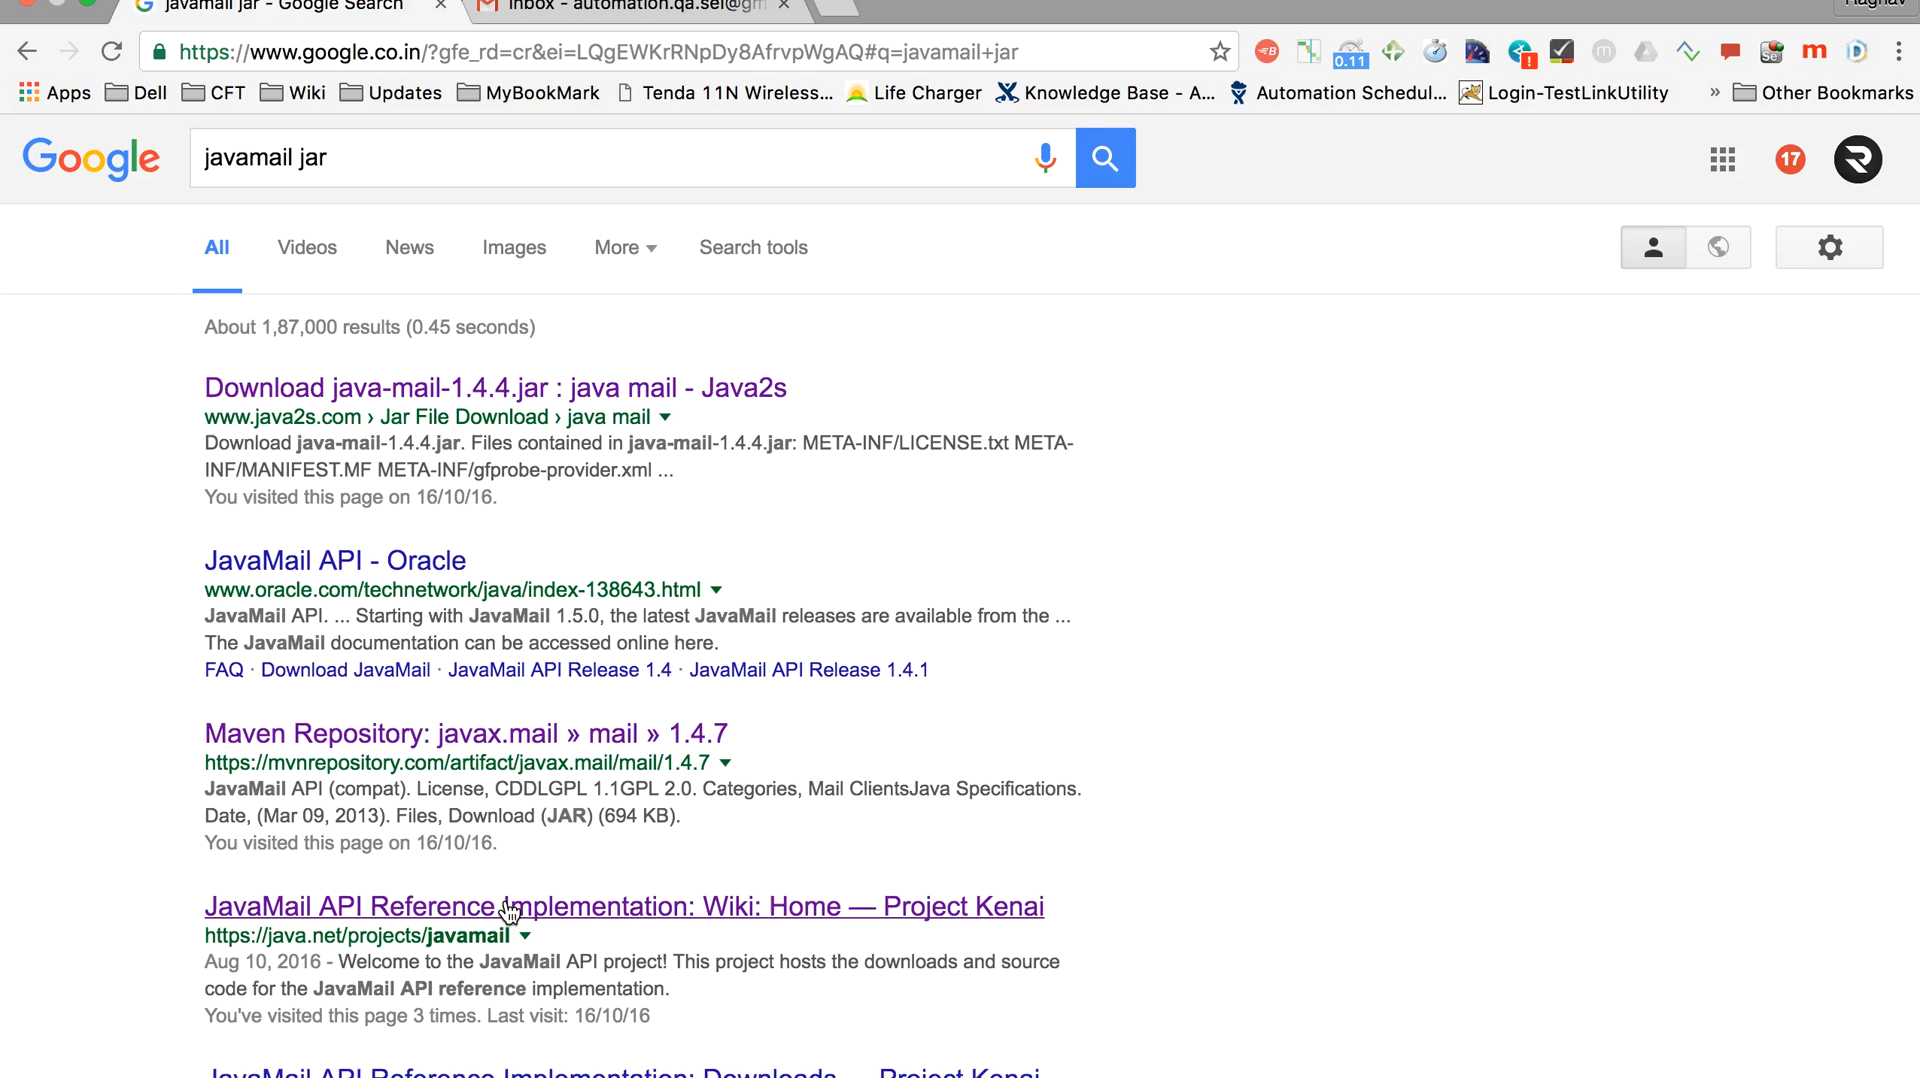 javamail jar - Google Search
Inbox - automation.qa.sel@gm
Raghav
https://www.google.co.in/?gfe_rd=cr&ei=LQgEWKrRNpDy8AfrvpWgAQ#q=javamail+jar
0.11
Apps Dell CFT Wiki Updates MyBookMark Tenda 11N Wireless... Life Charger Knowledge Base - A... Automation Schedul... Login-TestLinkUtility » Other Bookmarks
Google
javamail jar
17
All Videos News Images More Search tools
About 1,87,000 results (0.45 seconds)
Download java-mail-1.4.4.jar : java mail - Java2s
www.java2s.com › Jar File Download › java mail
Download java-mail-1.4.4.jar. Files contained in java-mail-1.4.4.jar: META-INF/LICENSE.txt META-
INF/MANIFEST.MF META-INF/gfprobe-provider.xml ...
You visited this page on 16/10/16.
JavaMail API - Oracle
www.oracle.com/technetwork/java/index-138643.html
JavaMail API. ... Starting with JavaMail 1.5.0, the latest JavaMail releases are available from the ...
The JavaMail documentation can be accessed online here.
FAQ · Download JavaMail · JavaMail API Release 1.4 · JavaMail API Release 1.4.1
Maven Repository: javax.mail » mail » 1.4.7
https://mvnrepository.com/artifact/javax.mail/mail/1.4.7
JavaMail API (compat). License, CDDLGPL 1.1GPL 2.0. Categories, Mail ClientsJava Specifications.
Date, (Mar 09, 2013). Files, Download (JAR) (694 KB).
You visited this page on 16/10/16.
JavaMail API Reference Implementation: Wiki: Home — Project Kenai
https://java.net/projects/javamail
Aug 10, 2016 - Welcome to the JavaMail API project! This project hosts the downloads and source
code for the JavaMail API reference implementation.
You've visited this page 3 times. Last visit: 16/10/16
JavaMail API Reference Implementation: Downloads — Project Kenai